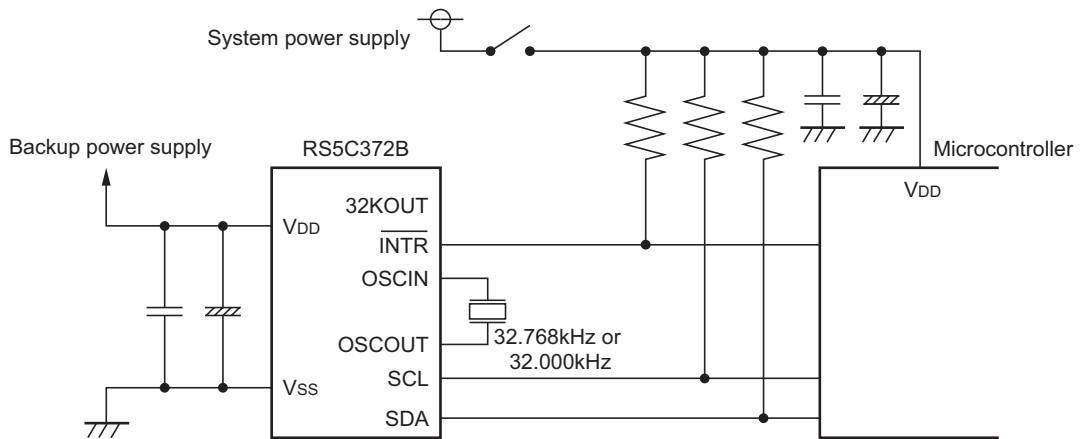 System power supply
Backup power supply
RS5C372B
Microcontroller
VDD
32KOUT
VDD
INTR
OSCIN
OSCOUT
32.768kHz or
32.000kHz
SCL
VSS
SDA